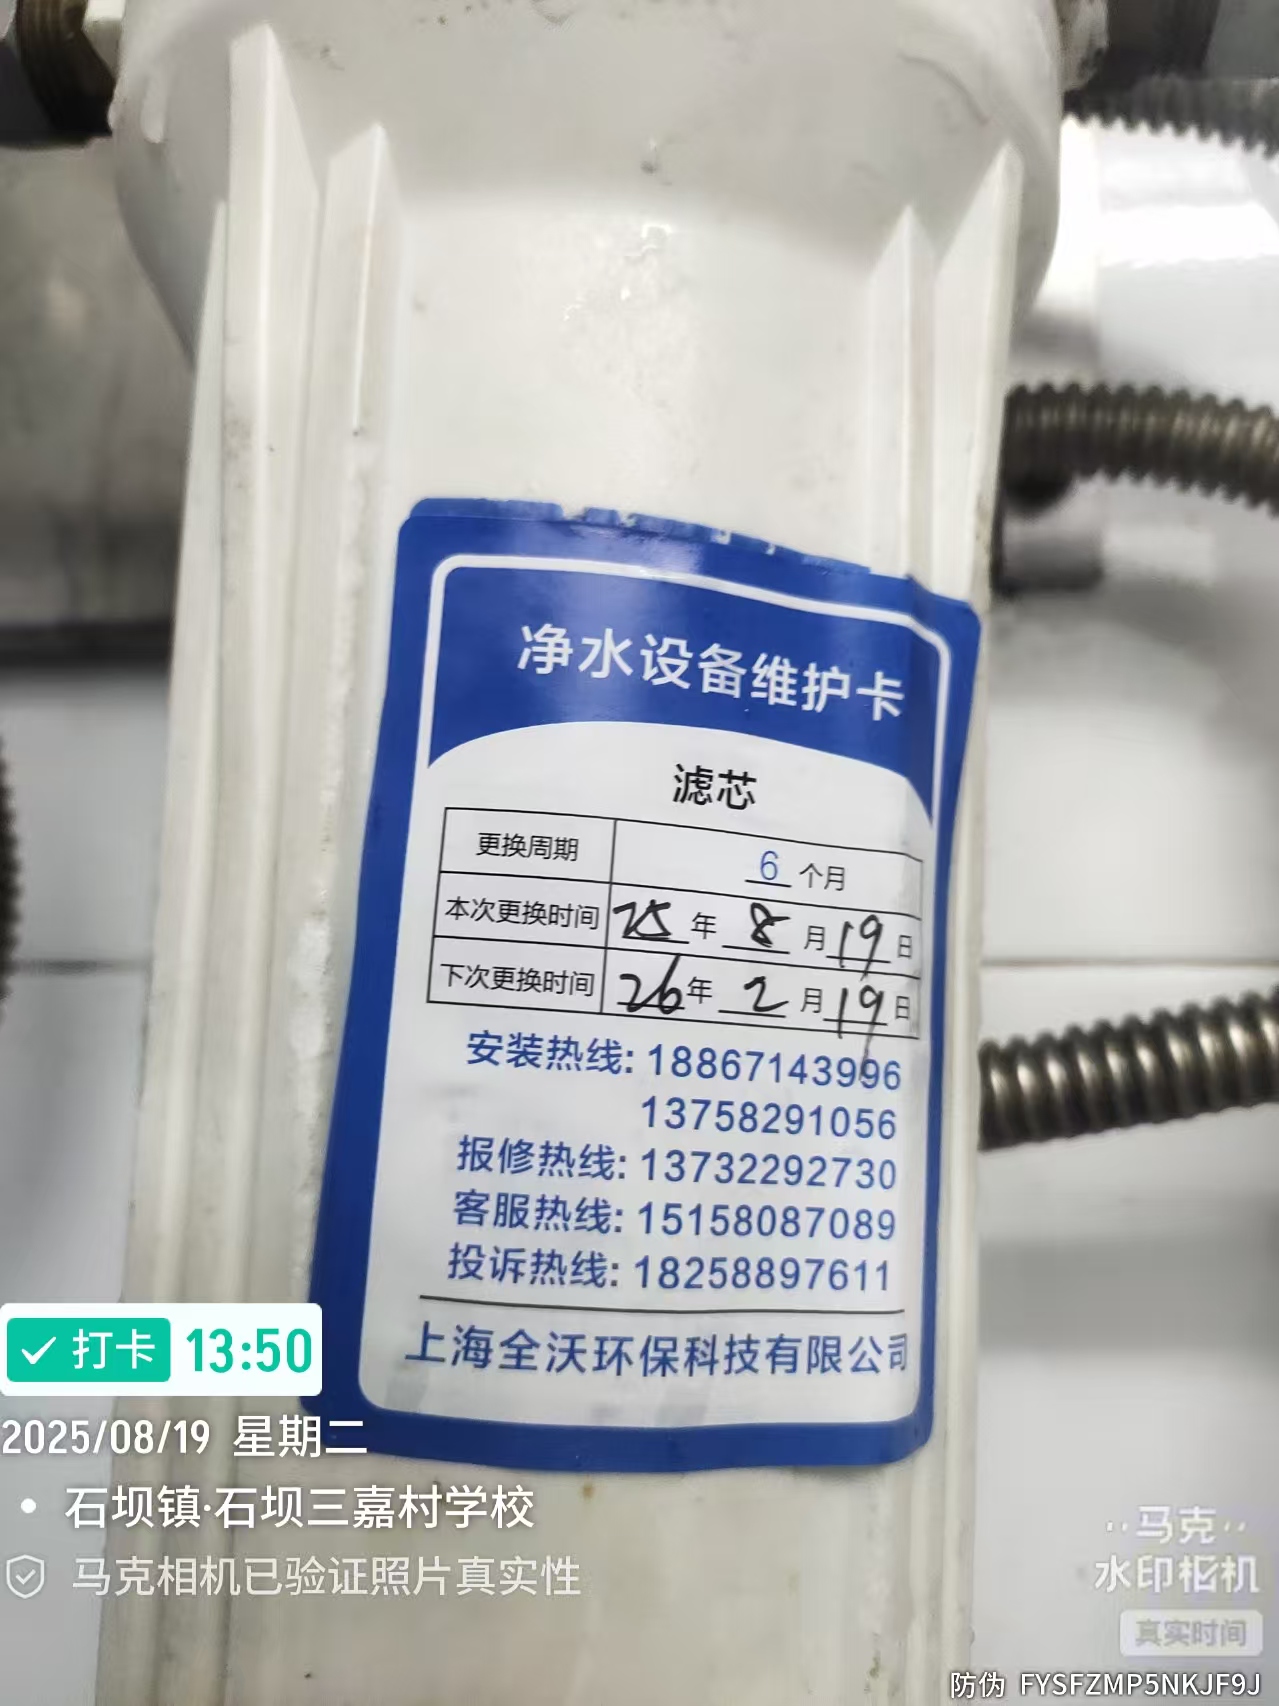 净水设备维护卡
滤芯
更换周期 6 个月
本次更换时间 25 年 8 月 19 日
下次更换时间 26 年 2 月 19 日
安装热线: 18867143996
13758291056
报修热线: 13732292730
客服热线: 15158087089
投诉热线: 18258897611
上海全沃环保科技有限公司
打卡 13:50
2025/08/19 星期二
石坝镇·石坝三嘉村学校
马克相机已验证照片真实性
马克
水印相机
真实时间
防伪 FYSFZMP5NKJF9J